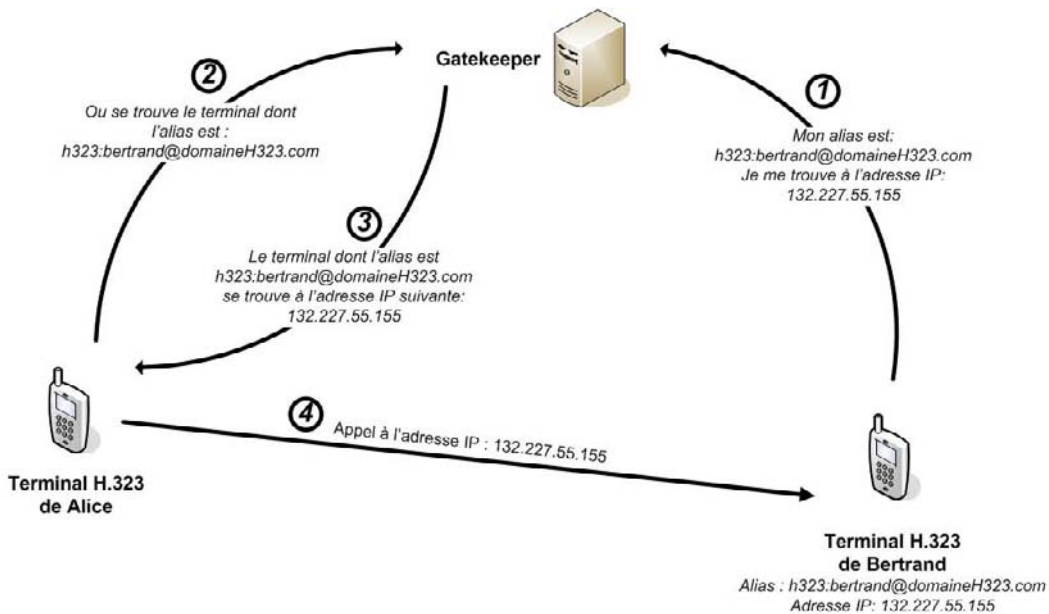 Gatekeeper
1
Mon alias est:
h323:bertrand@domaineH323.com
Je me trouve à l'adresse IP:
132.227.55.155
2
Ou se trouve le terminal dont
l'alias est :
h323:bertrand@domaineH323.com
3
Le terminal dont l'alias est
h323:bertrand@domaineH323.com
se trouve à l'adresse IP suivante:
132.227.55.155
4
Appel à l'adresse IP : 132.227.55.155
Terminal H.323
de Alice
Terminal H.323
de Bertrand
Alias : h323:bertrand@domaineH323.com
Adresse IP: 132.227.55.155